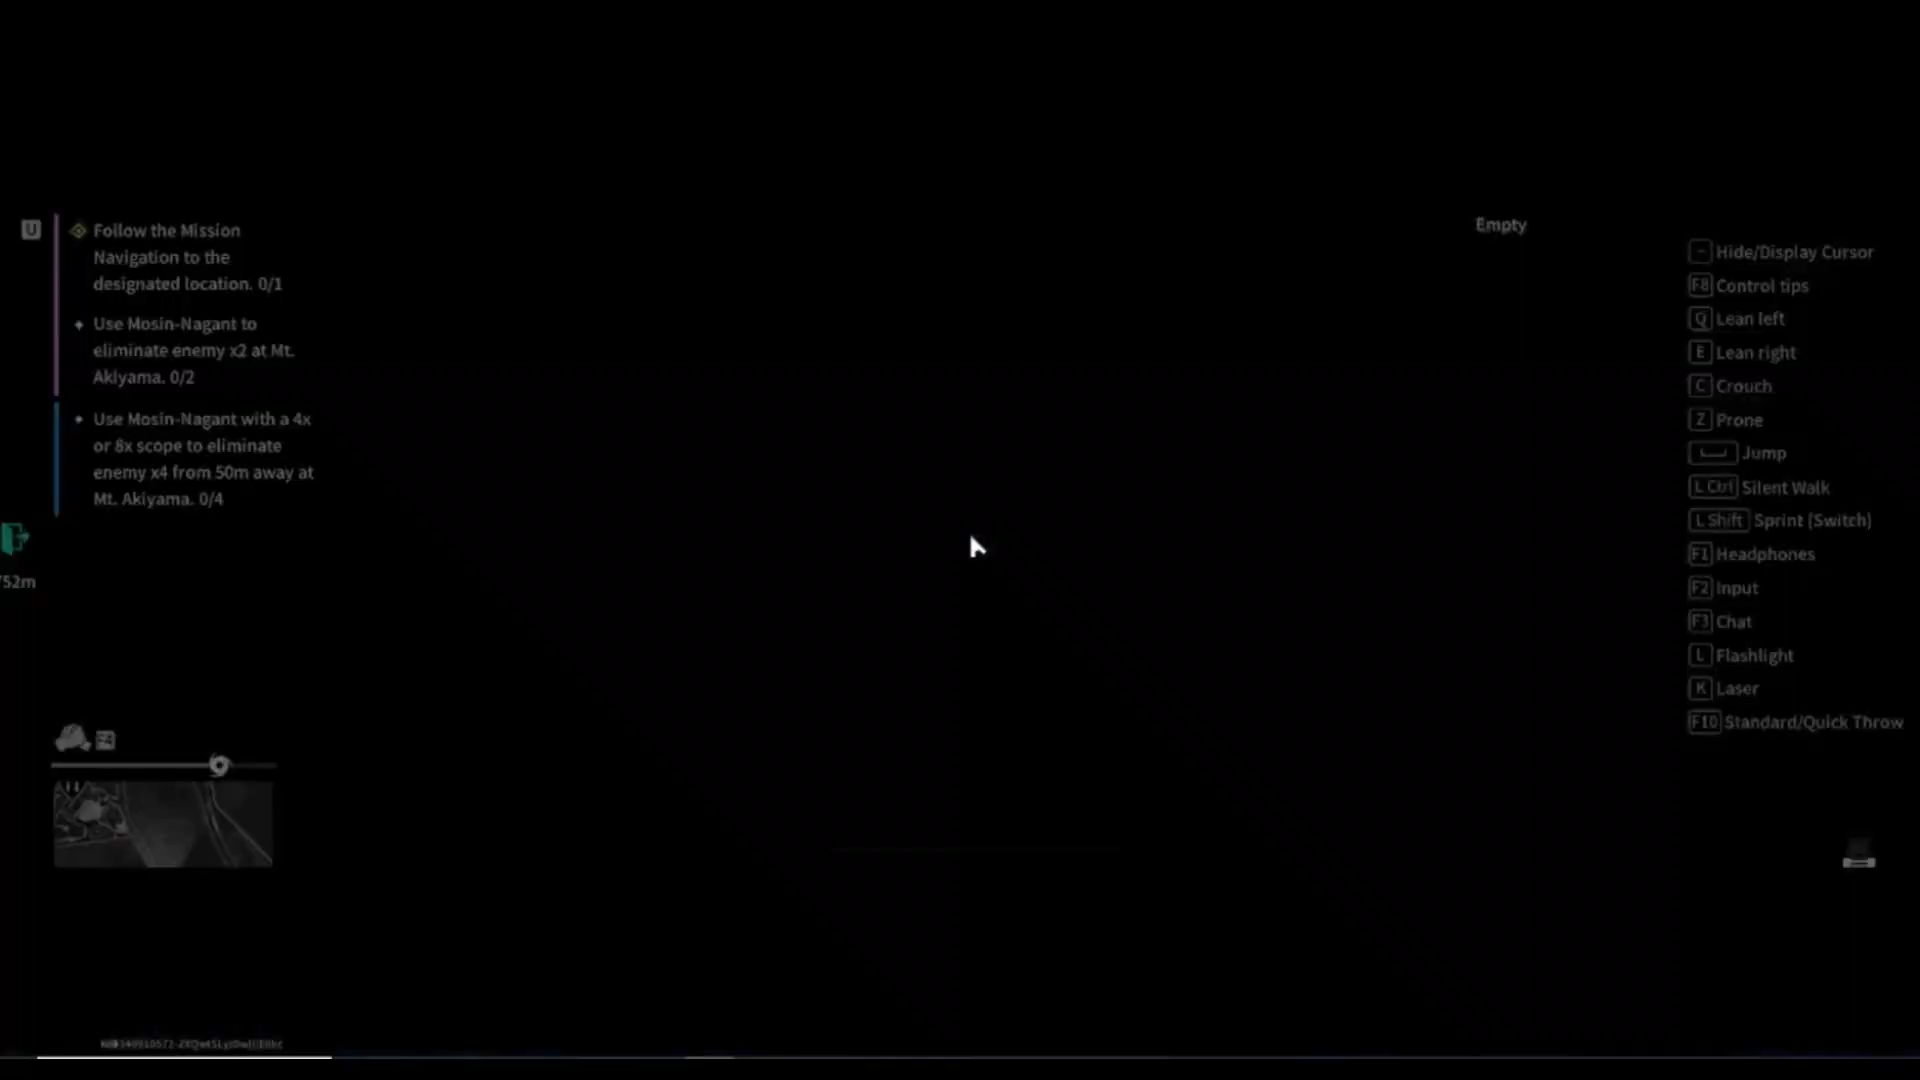 U
Follow the Mission
Navigation to the
designated location. 0/1
Use Mosin-Nagant to
eliminate enemy x2 at Mt.
Akiyama. 0/2
Use Mosin-Nagant with a 4x
or 8x scope to eliminate
enemy x4 from 50m away at
Mt. Akiyama. 0/4
52m
Empty
~ Hide/Display Cursor
F8 Control tips
Q Lean left
E Lean right
C Crouch
Z Prone
Jump
L Ctrl Silent Walk
L Shift Sprint (Switch)
F1 Headphones
F2 Input
F3 Chat
L Flashlight
K Laser
F10 Standard/Quick Throw